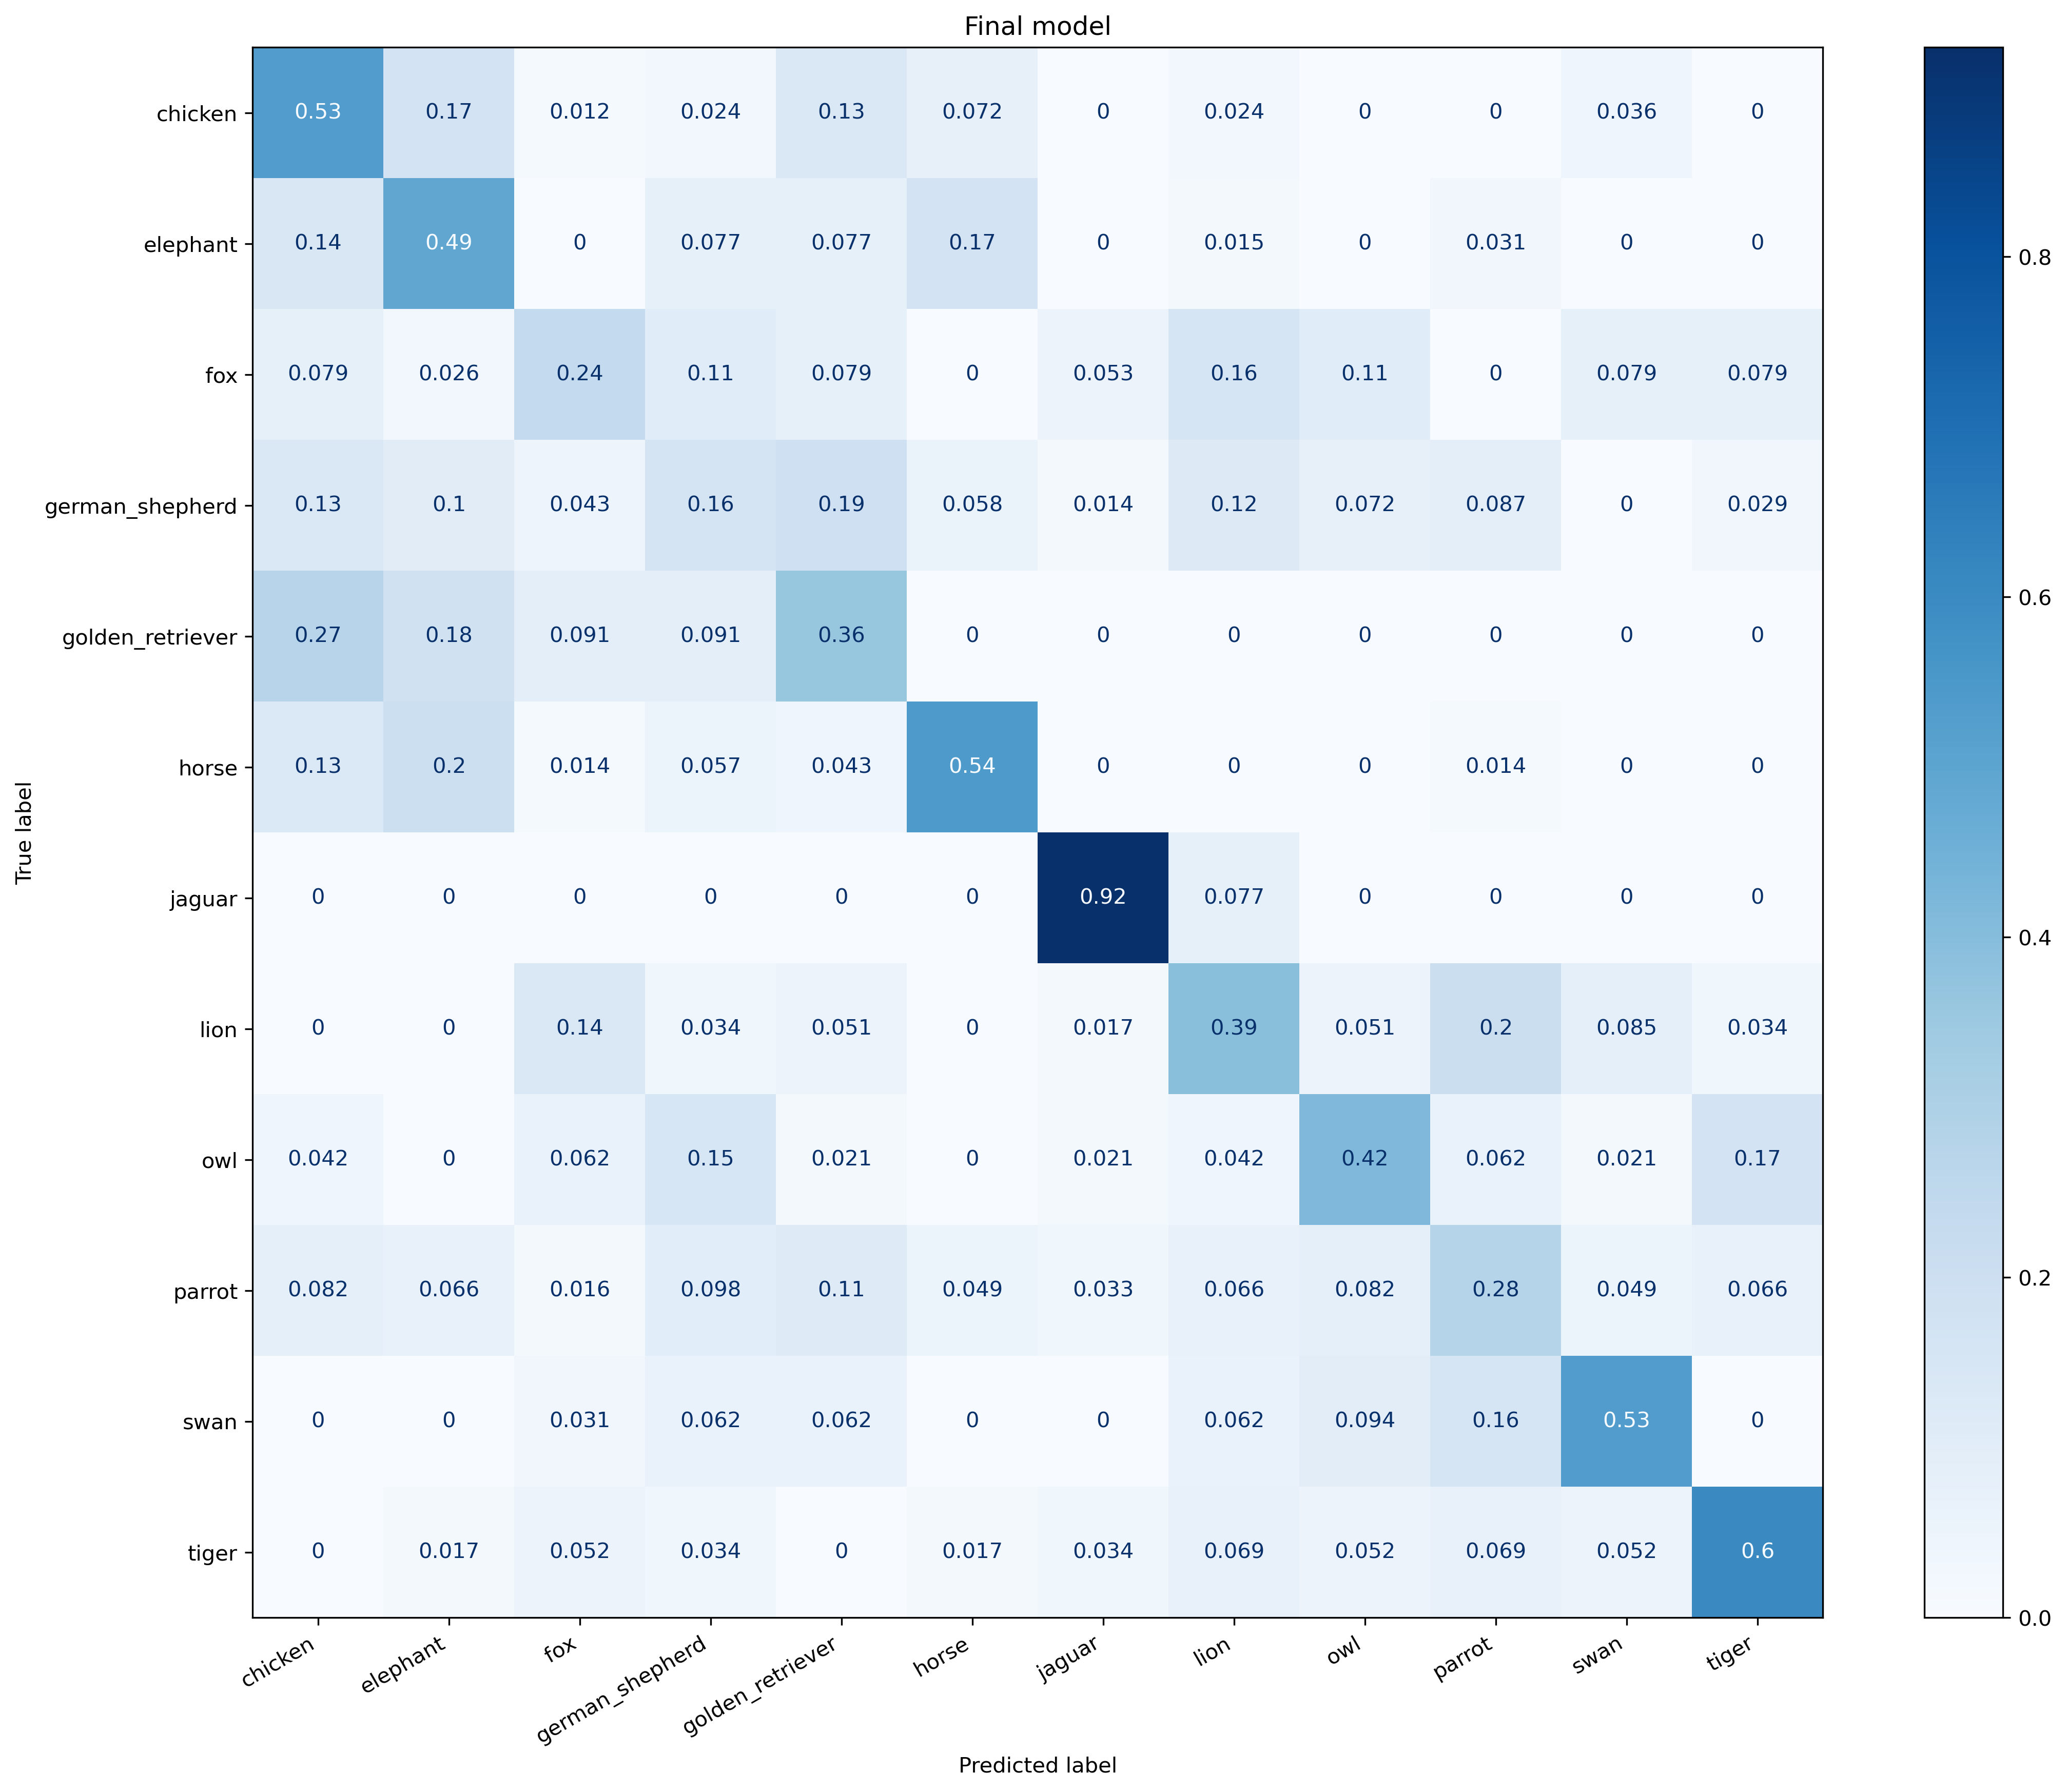 Final model
chicken 0.53 0.17 0.012 0.024 0.13 0.072 0 0.024 0 0 0.036 0
elephant 0.14 0.49 0 0.077 0.077 0.17 0 0.015 0 0.031 0 0
fox 0.079 0.026 0.24 0.11 0.079 0 0.053 0.16 0.11 0 0.079 0.079
german_shepherd 0.13 0.1 0.043 0.16 0.19 0.058 0.014 0.12 0.072 0.087 0 0.029
golden_retriever 0.27 0.18 0.091 0.091 0.36 0 0 0 0 0 0 0
horse 0.13 0.2 0.014 0.057 0.043 0.54 0 0 0 0.014 0 0
jaguar 0 0 0 0 0 0 0.92 0.077 0 0 0 0
lion 0 0 0.14 0.034 0.051 0 0.017 0.39 0.051 0.2 0.085 0.034
owl 0.042 0 0.062 0.15 0.021 0 0.021 0.042 0.42 0.062 0.021 0.17
parrot 0.082 0.066 0.016 0.098 0.11 0.049 0.033 0.066 0.082 0.28 0.049 0.066
swan 0 0 0.031 0.062 0.062 0 0 0.062 0.094 0.16 0.53 0
tiger 0 0.017 0.052 0.034 0 0.017 0.034 0.069 0.052 0.069 0.052 0.6
True label
chicken elephant fox german_shepherd golden_retriever horse jaguar lion owl parrot swan tiger
Predicted label
0.8
0.6
0.4
0.2
0.0